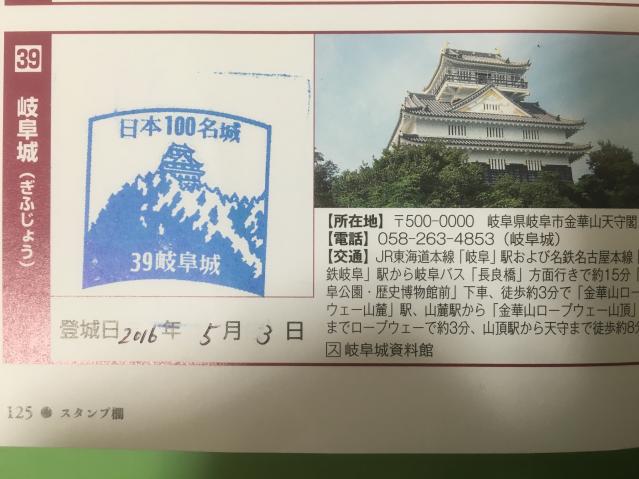 39
岐阜城(ぎふじょう)
日本100名城
39岐阜城
登城日2016年 5月 3日
【所在地】〒500-0000 岐阜県岐阜市金華山天守閣
【電話】058-263-4853(岐阜城)
【交通】JR東海道本線「岐阜」駅および名鉄名古屋本線「
鉄岐阜」駅から岐阜バス「長良橋」方面行きで約15分「
阜公園・歴史博物館前」下車、徒歩約3分で「金華山ロー
ウェー山麓」駅、山麓駅から「金華山ロープウェー山頂」
までロープウェーで約3分、山頂駅から天守まで徒歩約8分
ス 岐阜城資料館
125 スタンプ欄